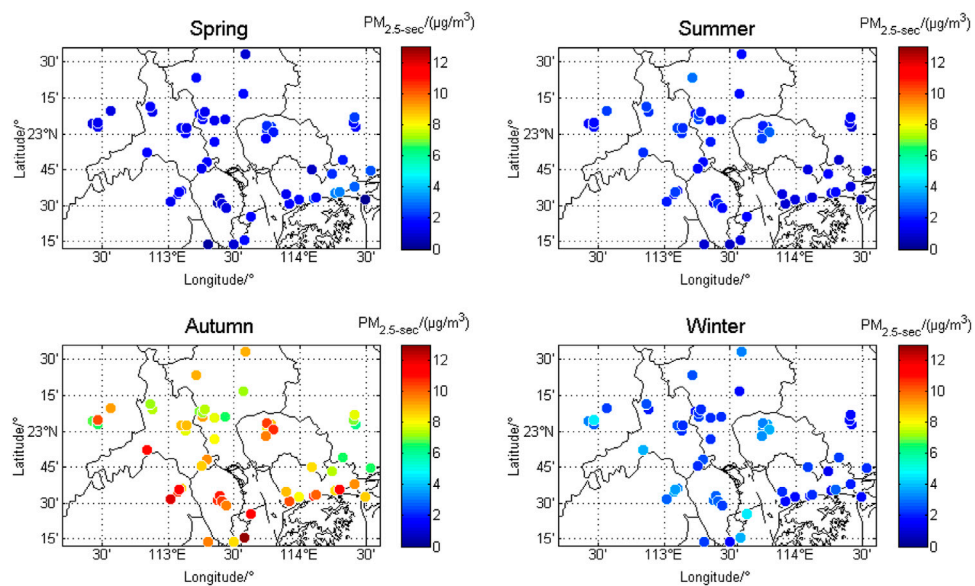 Spring
PM2.5-sec/(μg/m³)
30'
15'
23°N
45'
30'
15'
Latitude/°
30'
113°E
30'
114°E
30'
Longitude/°
12
10
8
6
4
2
0
Summer
PM2.5-sec/(μg/m³)
30'
15'
23°N
45'
30'
15'
Latitude/°
30'
113°E
30'
114°E
30'
Longitude/°
12
10
8
6
4
2
0
Autumn
PM2.5-sec/(μg/m³)
30'
15'
23°N
45'
30'
15'
Latitude/°
30'
113°E
30'
114°E
30'
Longitude/°
12
10
8
6
4
2
0
Winter
PM2.5-sec/(μg/m³)
30'
15'
23°N
45'
30'
15'
Latitude/°
30'
113°E
30'
114°E
30'
Longitude/°
12
10
8
6
4
2
0